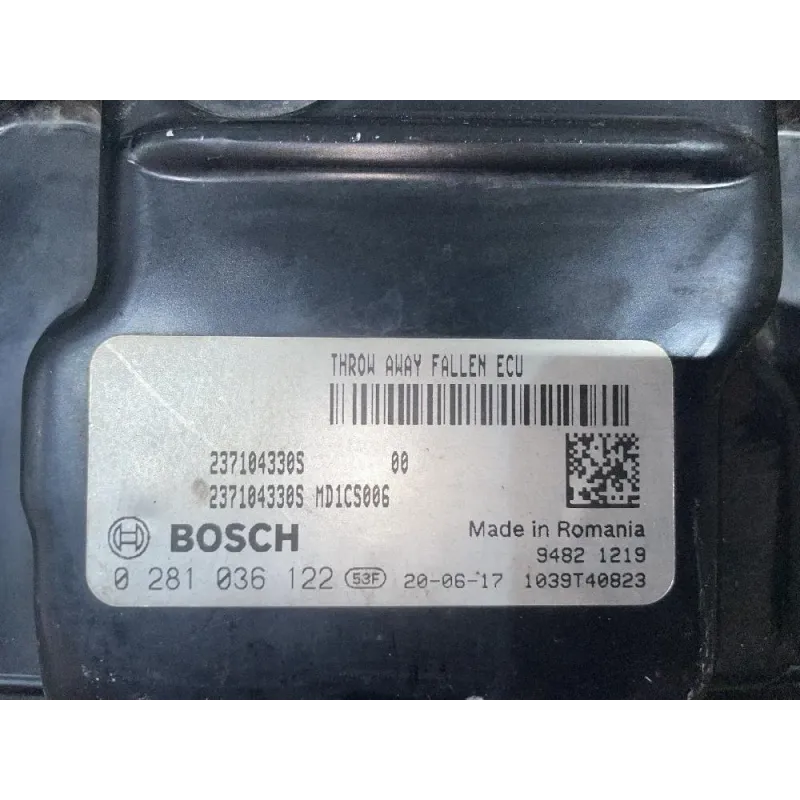 THROW AWAY FALLEN ECU
237104330S 00
237104330S MD1CS006
BOSCH
Made in Romania
9482 1219
0 281 036 122 53F 20-06-17 1039T40823